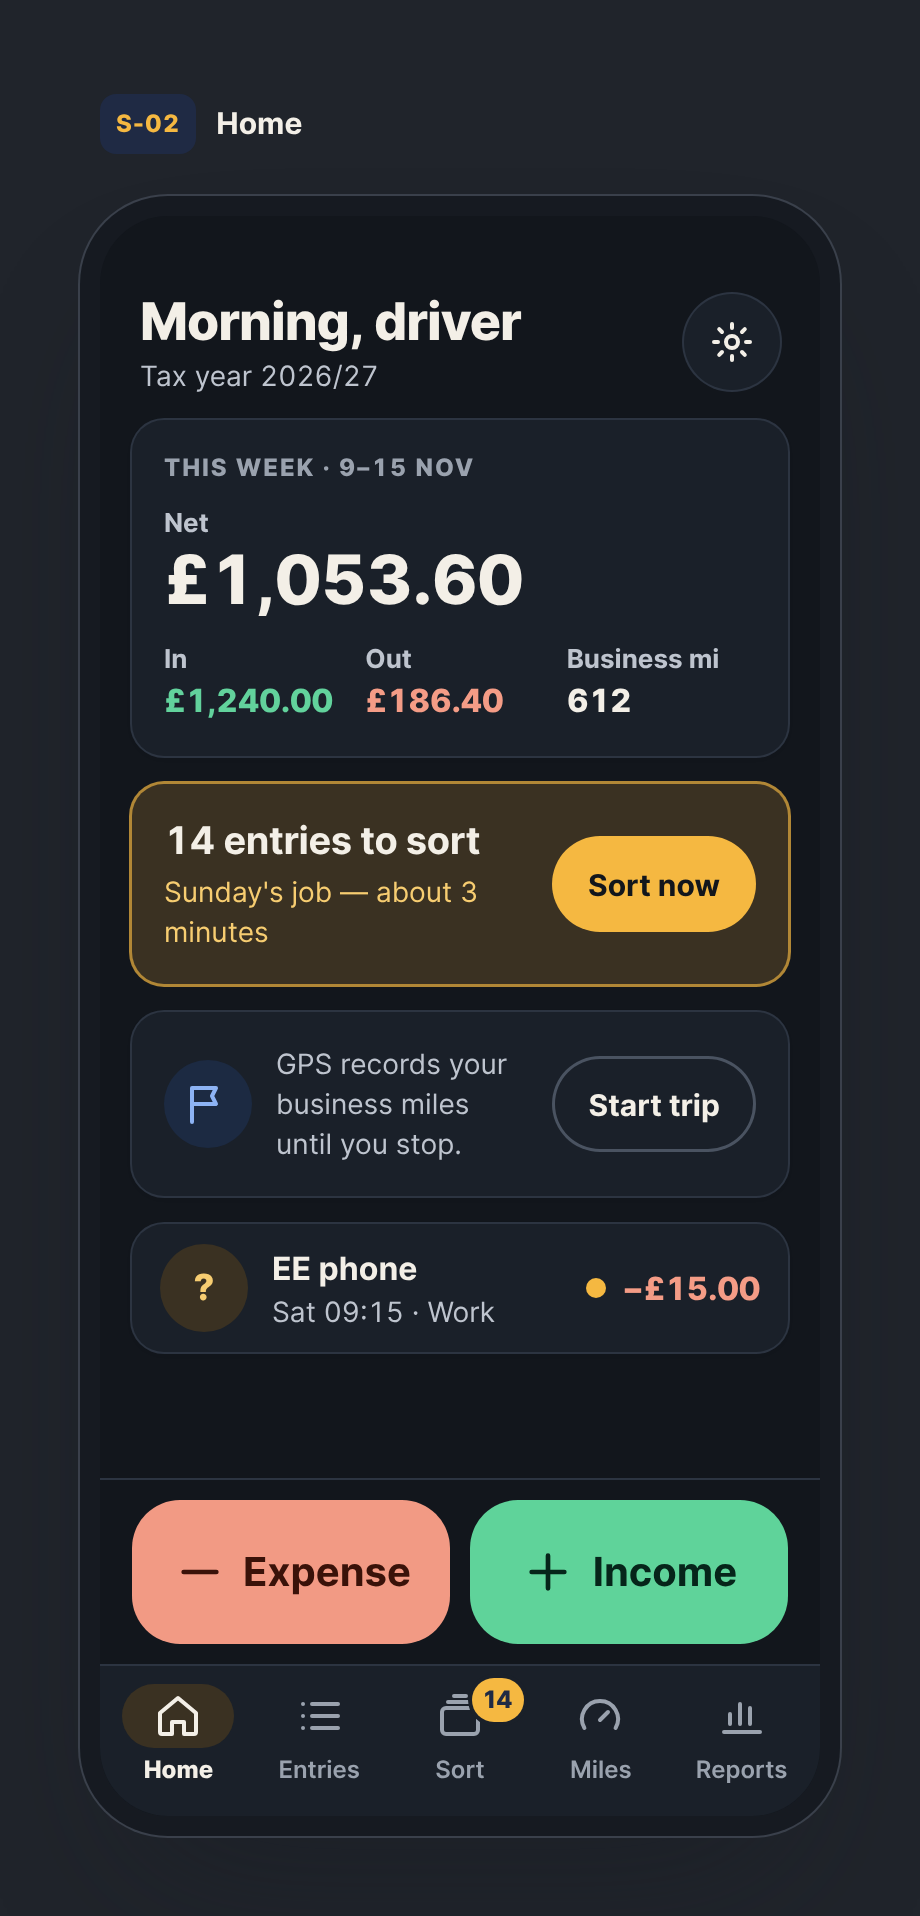 S-02 Home
Morning, driver
Tax year 2026/27
THIS WEEK · 9–15 NOV
Net
£1,053.60
In Out Business mi
£1,240.00 £186.40 612
14 entries to sort
Sunday's job — about 3
minutes
Sort now
GPS records your
business miles
until you stop.
Start trip
?
EE phone
Sat 09:15 · Work
−£15.00
Expense
Income
14
Home Entries Sort Miles Reports